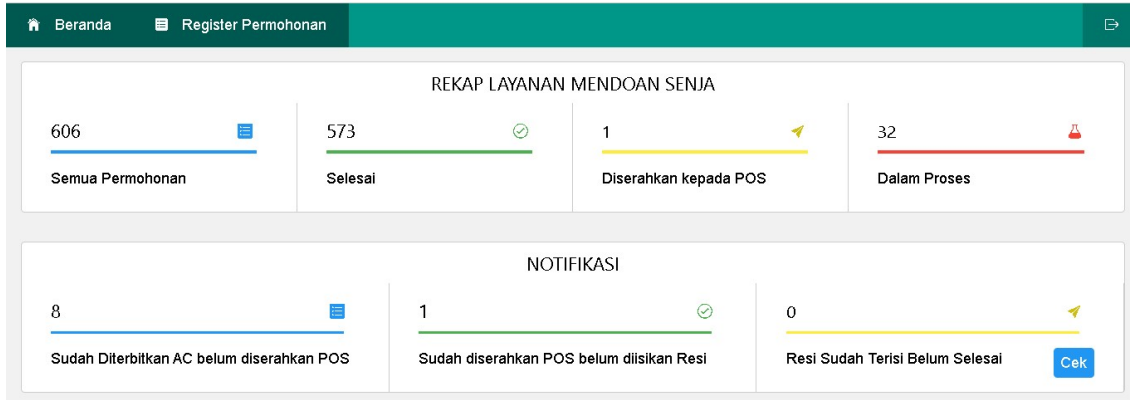 Beranda
Register Permohonan
REKAP LAYANAN MENDOAN SENJA
606
Semua Permohonan
573
Selesai
1
Diserahkan kepada POS
32
Dalam Proses
NOTIFIKASI
8
Sudah Diterbitkan AC belum diserahkan POS
1
Sudah diserahkan POS belum diisikan Resi
0
Resi Sudah Terisi Belum Selesai
Cek